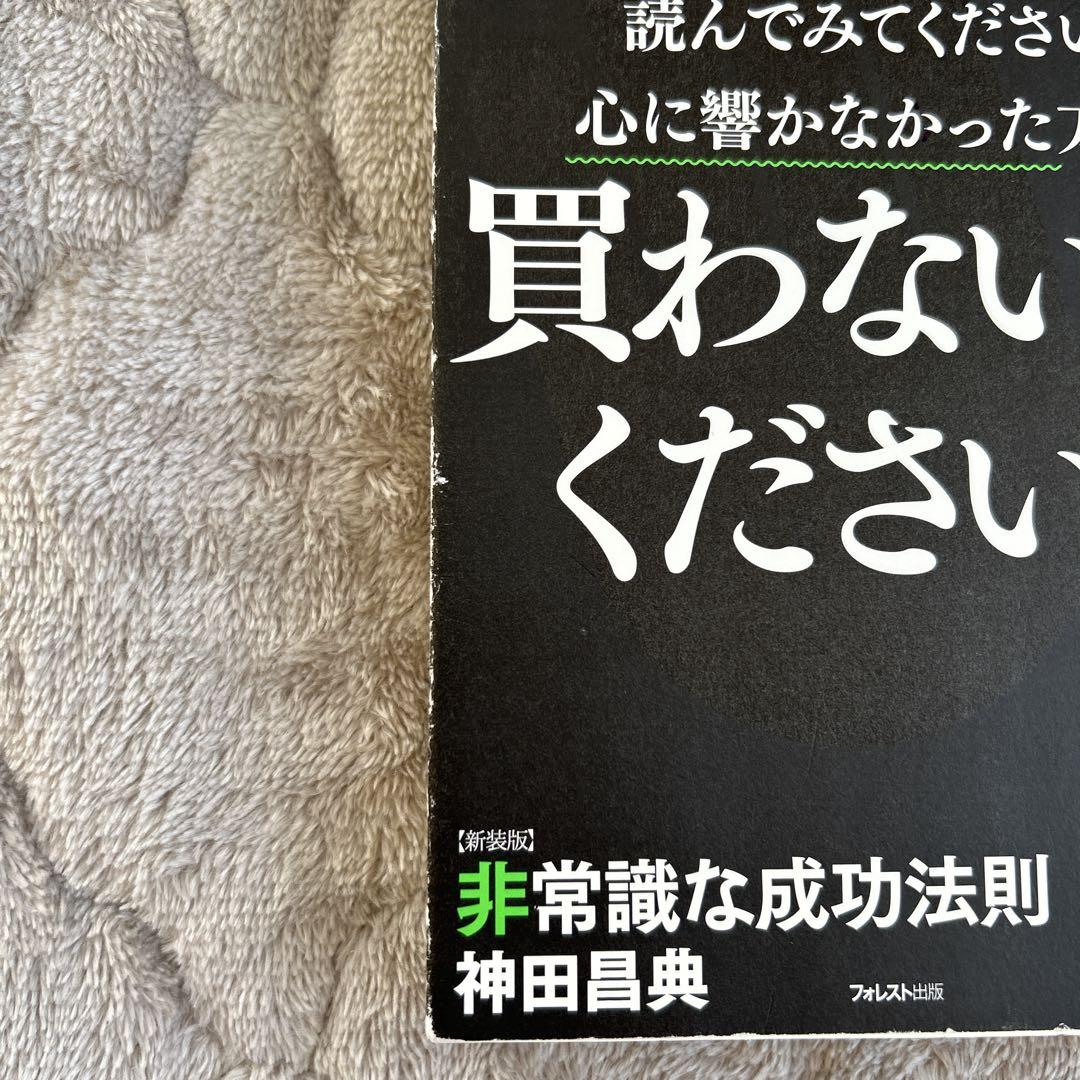 読んでみてください
心に響かなかった方
買わない
ください
【新装版】
非常識な成功法則
神田昌典
フォレスト出版